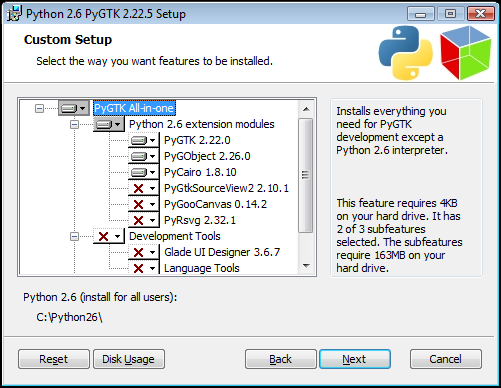 Python 2.6 PyGTK 2.22.5 Setup
Custom Setup
Select the way you want features to be installed.
PyGTK All-in-one
Python 2.6 extension modules
PyGTK 2.22.0
PyGObject 2.26.0
PyCairo 1.8.10
PyGtkSourceView2 2.10.1
PyGooCanvas 0.14.2
PyRsvg 2.32.1
Development Tools
Glade UI Designer 3.6.7
Language Tools
Installs everything you
need for PyGTK
development except a
Python 2.6 interpreter.
This feature requires 4KB
on your hard drive. It has
2 of 3 subfeatures
selected. The subfeatures
require 163MB on your
hard drive.
Python 2.6 (install for all users):
C:\Python26\
Reset Disk Usage Back Next Cancel